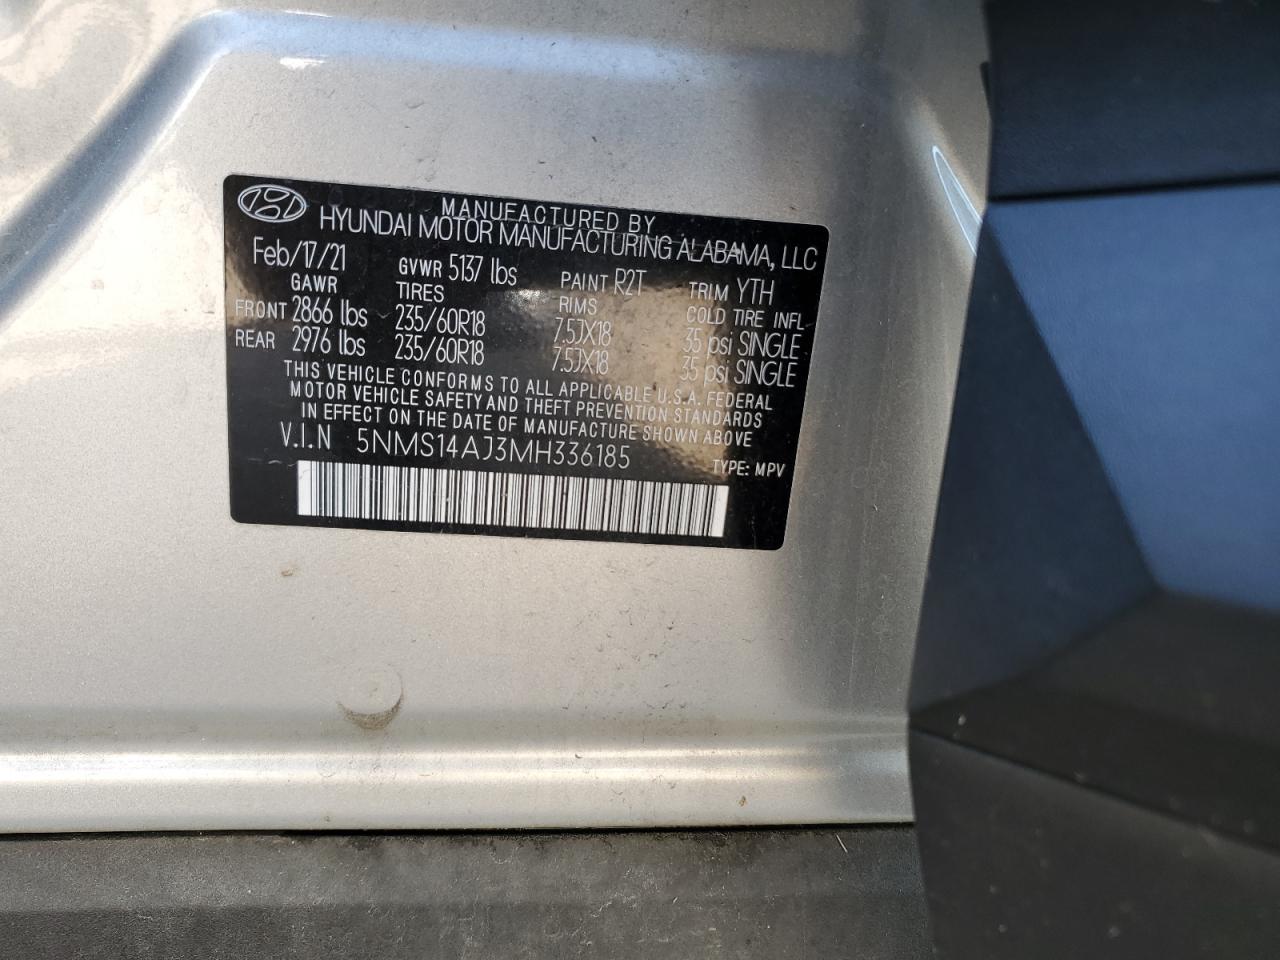 MANUFACTURED BY
HYUNDAI MOTOR MANUFACTURING ALABAMA, LLC
Feb/17/21 GVWR 5137 lbs PAINT R2T TRIM YTH
GAWR TIRES RIMS COLD TIRE INFL
FRONT 2866 lbs 235/60R18 7.5JX18 35 psi SINGLE
REAR 2976 lbs 235/60R18 7.5JX18 35 psi SINGLE
THIS VEHICLE CONFORMS TO ALL APPLICABLE U.S.A. FEDERAL
MOTOR VEHICLE SAFETY AND THEFT PREVENTION STANDARDS
IN EFFECT ON THE DATE OF MANUFACTURE SHOWN ABOVE
V.I.N 5NMS14AJ3MH336185 TYPE: MPV